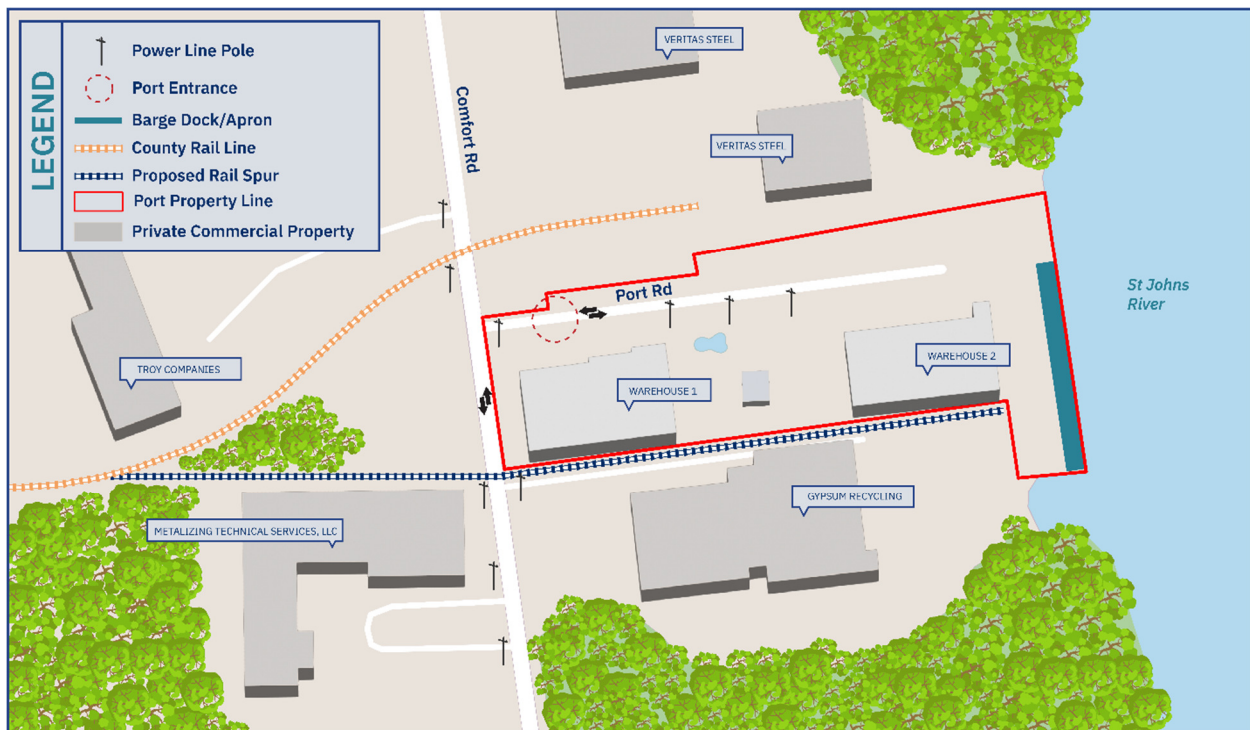 LEGEND
Power Line Pole
Port Entrance
Barge Dock/Apron
County Rail Line
Proposed Rail Spur
Port Property Line
Private Commercial Property
Comfort Rd
VERITAS STEEL
VERITAS STEEL
Port Rd
St Johns
River
TROY COMPANIES
WAREHOUSE 1
WAREHOUSE 2
GYPSUM RECYCLING
METALIZING TECHNICAL SERVICES, LLC